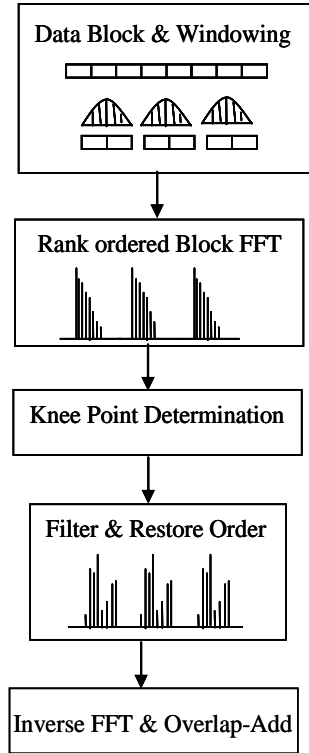 Data Block & Windowing
Rank ordered Block FFT
Knee Point Determination
Filter & Restore Order
Inverse FFT & Overlap-Add